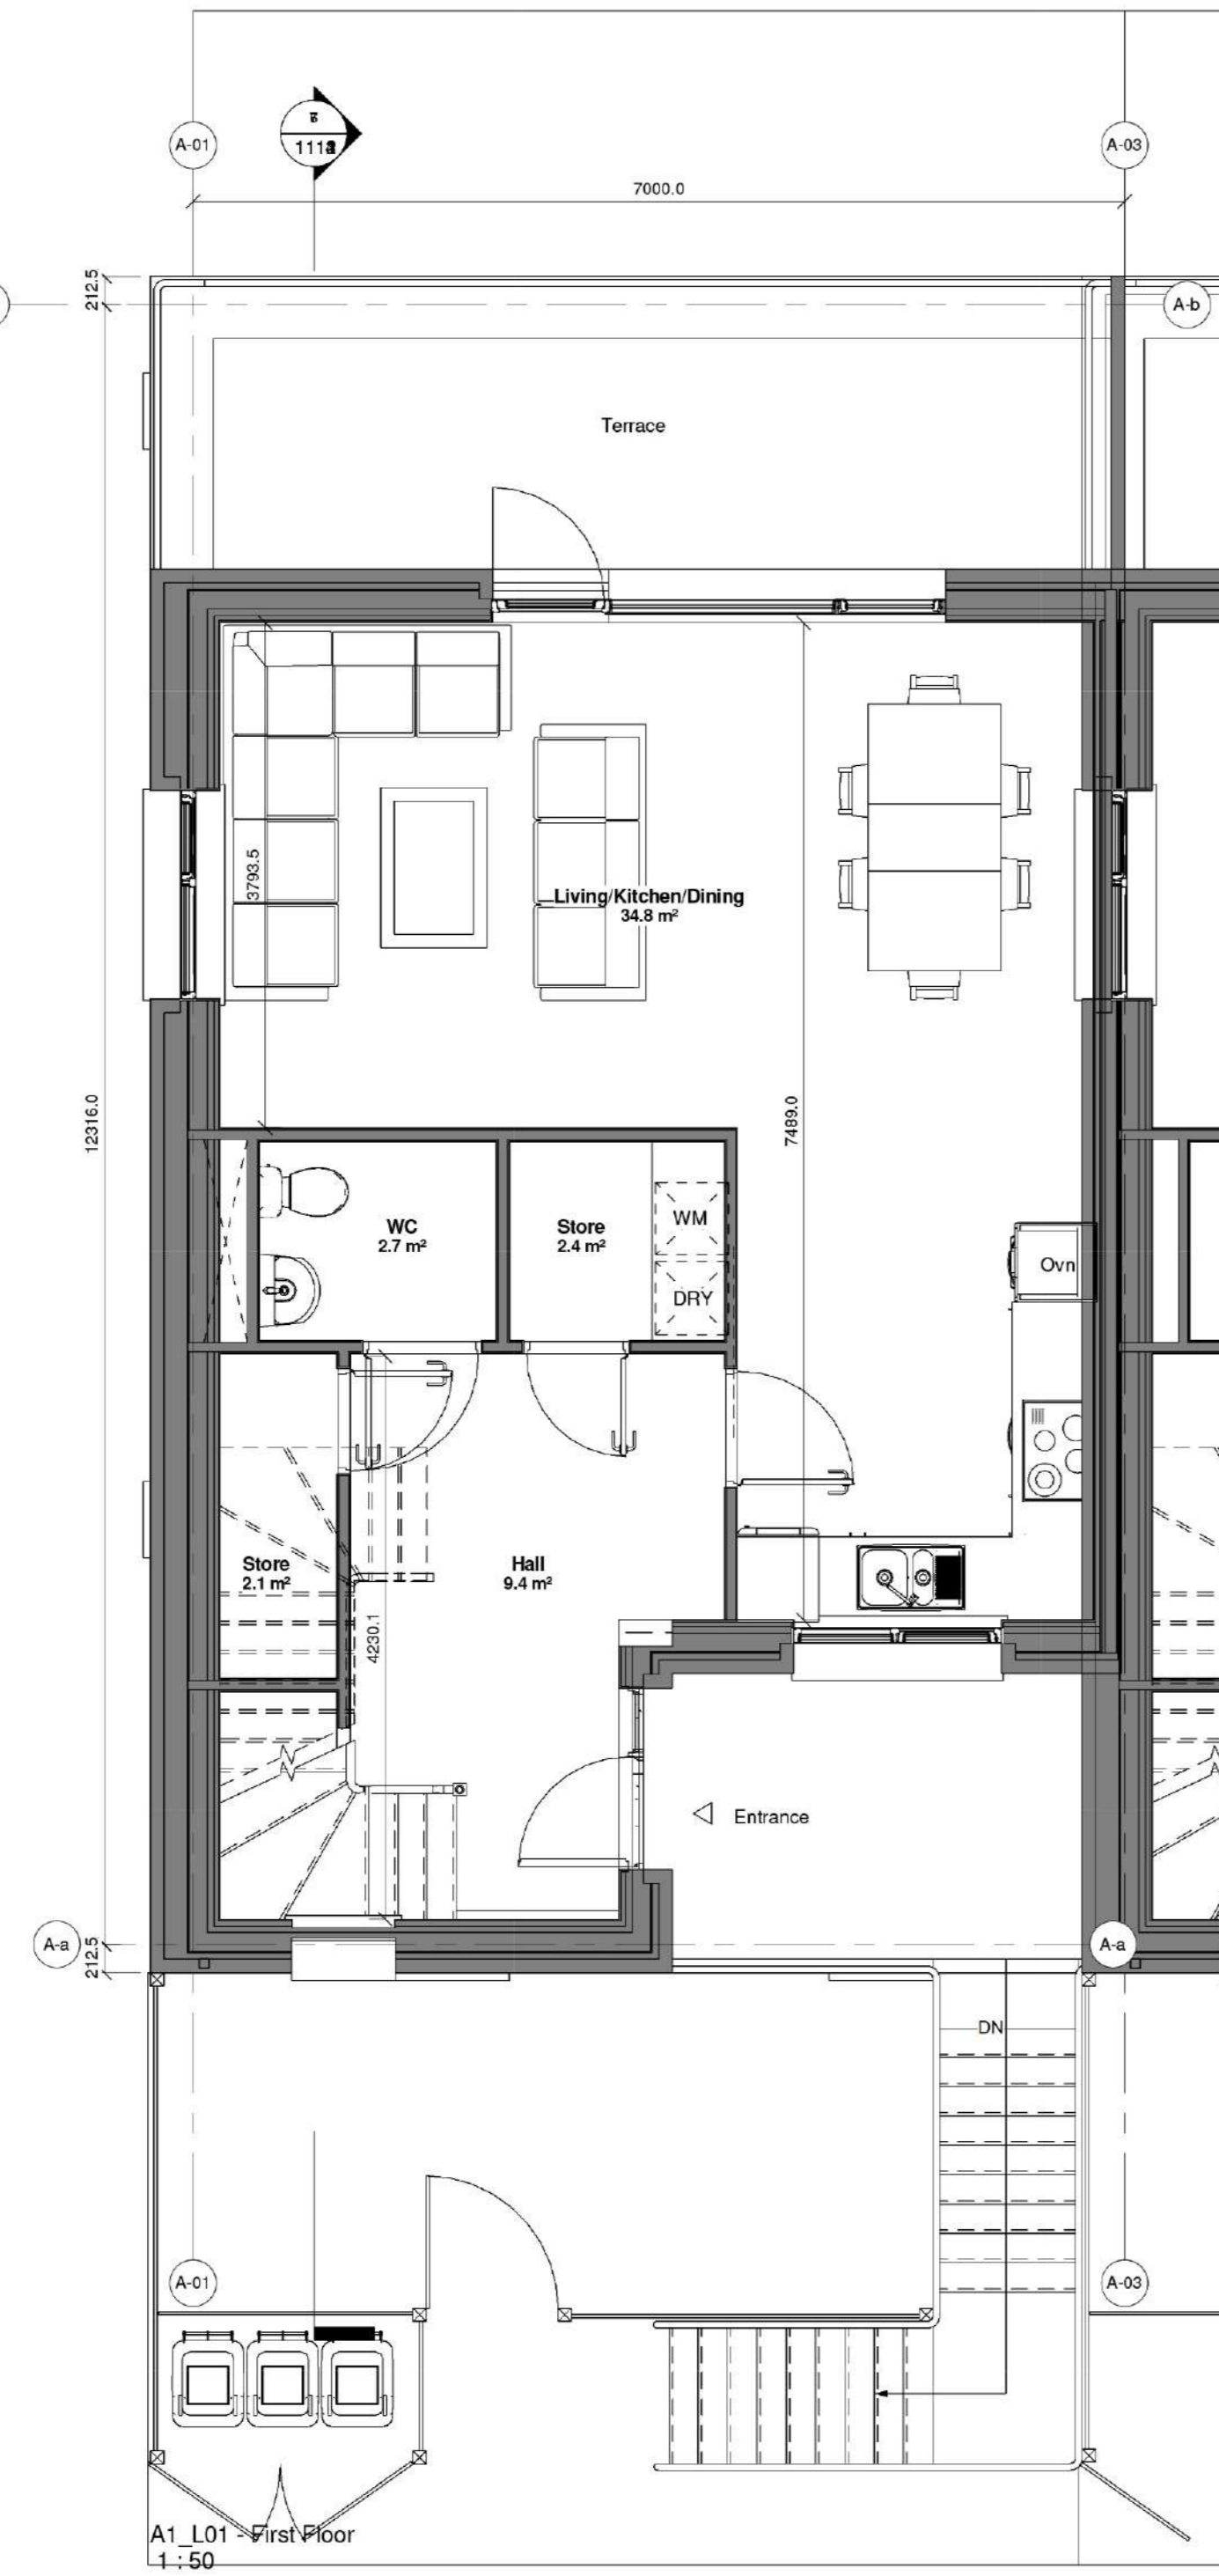 A-01
A-03
7000.0
212.5
A-b
Terrace
3793.5
Living/Kitchen/Dining
34.8 m²
12316.0
7489.0
WC
2.7 m²
Store
2.4 m²
WM
DRY
Ovn
Store
2.1 m²
Hall
9.4 m²
4230.1
Entrance
A-a
212.5
A-a
DN
A-01
A-03
A1_L01 - First Floor
1 : 50